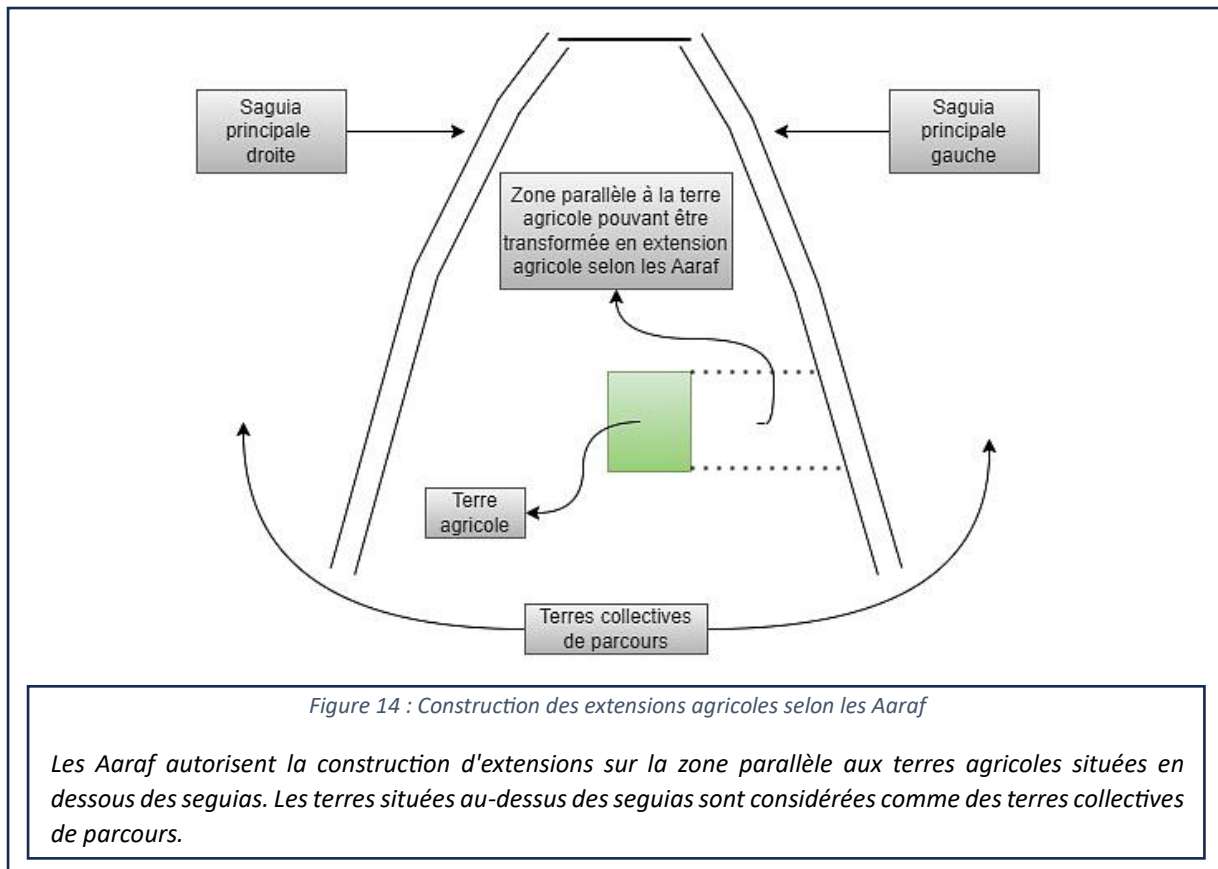 Saguia
principale
droite
Saguia
principale
gauche
Zone parallèle à la terre
agricole pouvant être
transformée en extension
agricole selon les Aaraf
Terre
agricole
Terres collectives
de parcours
Figure 14 : Construction des extensions agricoles selon les Aaraf
Les Aaraf autorisent la construction d'extensions sur la zone parallèle aux terres agricoles situées en
dessous des seguias. Les terres situées au-dessus des seguias sont considérées comme des terres collectives
de parcours.